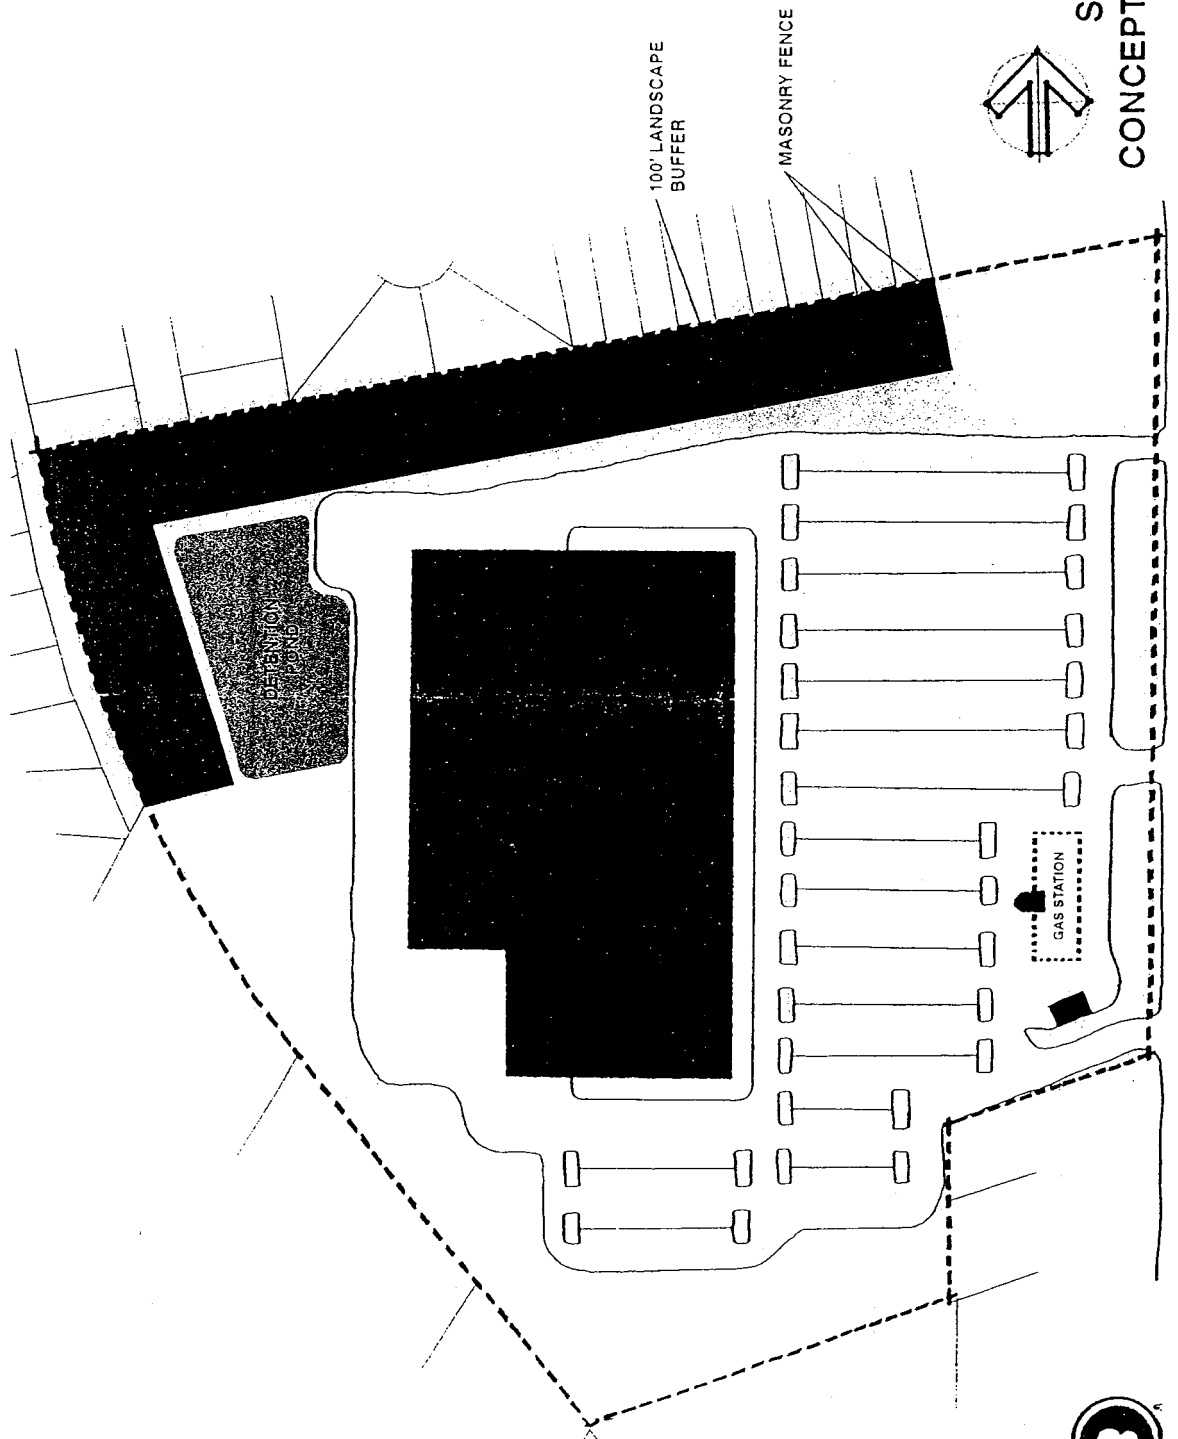 100' LANDSCAPE
BUFFER
MASONRY FENCE
DETENTION
POND
GAS STATION
S
CONCEPT